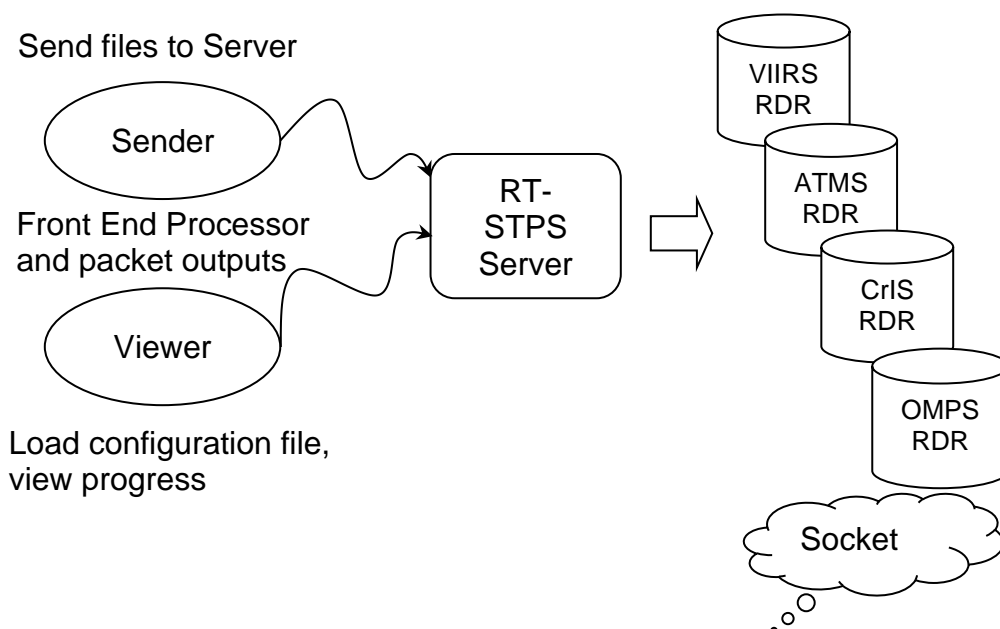 Send files to Server
Sender
Front End Processor
and packet outputs
Viewer
Load configuration file,
view progress
RT-
STPS
Server
VIIRS
RDR
ATMS
RDR
CrIS
RDR
OMPS
RDR
Socket